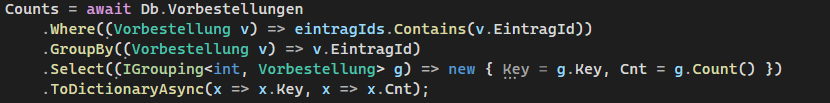 Counts = await Db.Vorbestellungen
.Where((Vorbestellung v) => eintragIds.Contains(v.EintragId))
.GroupBy((Vorbestellung v) => v.EintragId)
.Select((IGrouping<int, Vorbestellung> g) => new { Key = g.Key, Cnt = g.Count() })
.ToDictionaryAsync(x => x.Key, x => x.Cnt);